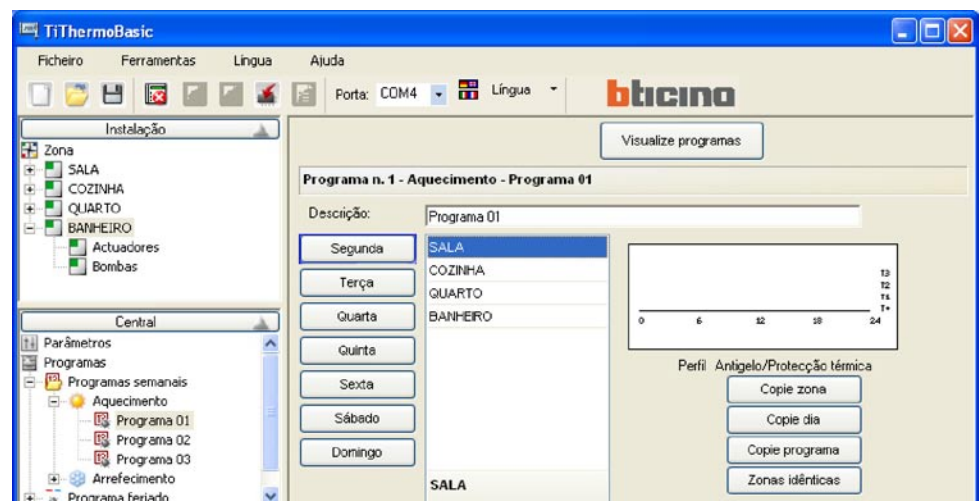 TiThermoBasic
Ficheiro Ferramentas Língua Ajuda
Porta: COM4 Língua bticino
Instalação
Zona
SALA
COZINHA
QUARTO
BANHEIRO
Actuadores
Bombas
Central
Parâmetros
Programas
Programas semanais
Aquecimento
Programa 01
Programa 02
Programa 03
Arrefecimento
Programa feriado
Visualize programas
Programa n. 1 - Aquecimento - Programa 01
Descrição: Programa 01
Segunda
Terça
Quarta
Quinta
Sexta
Sábado
Domingo
SALA
COZINHA
QUARTO
BANHEIRO
SALA
T3
T2
T1
T*
0 6 12 18 24
Perfil Antigelo/Protecção térmica
Copie zona
Copie dia
Copie programa
Zonas idênticas